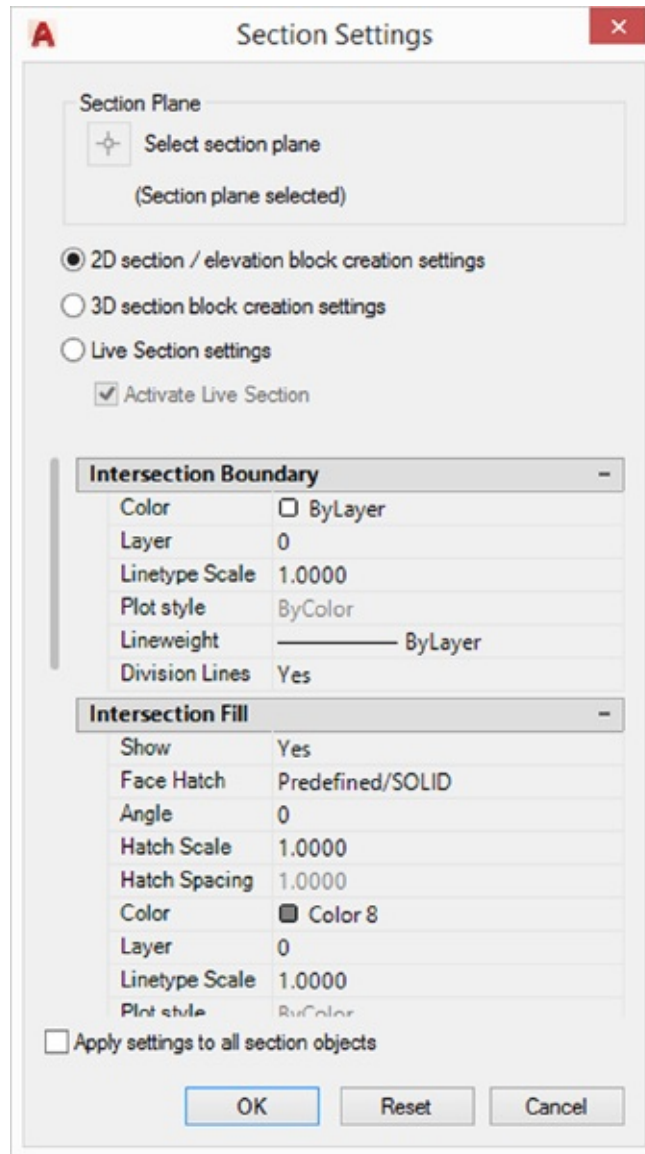 A
Section Settings
Section Plane
Select section plane
(Section plane selected)
2D section / elevation block creation settings
3D section block creation settings
Live Section settings
Activate Live Section
Intersection Boundary
Color ByLayer
Layer 0
Linetype Scale 1.0000
Plot style ByColor
Lineweight ByLayer
Division Lines Yes
Intersection Fill
Show Yes
Face Hatch Predefined/SOLID
Angle 0
Hatch Scale 1.0000
Hatch Spacing 1.0000
Color Color 8
Layer 0
Linetype Scale 1.0000
Plot style ByColor
Apply settings to all section objects
OK Reset Cancel